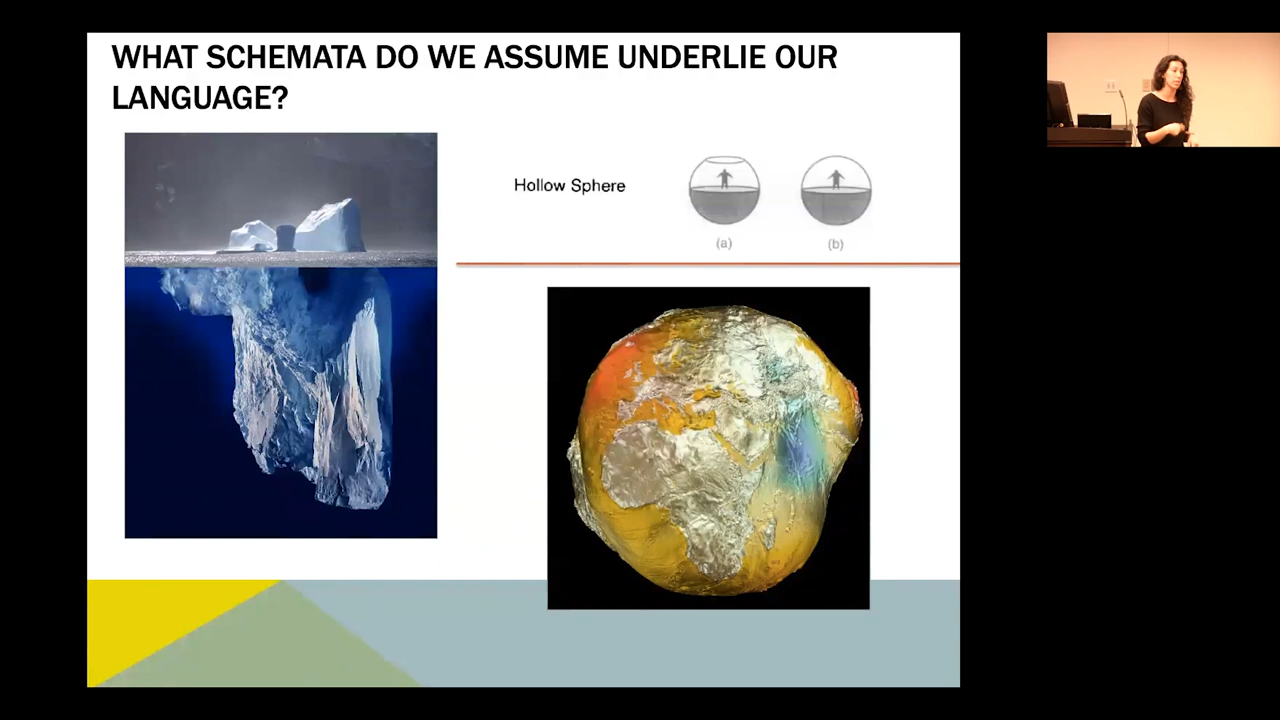 WHAT SCHEMATA DO WE ASSUME UNDERLIE OUR
LANGUAGE?
Hollow Sphere
(a)
(b)